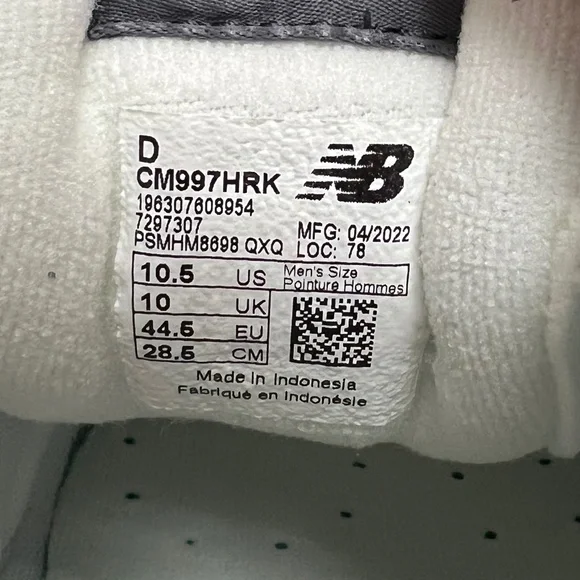 D
CM997HRK
NB
196307608954
7297307
PSMHM8698 QXQ
MFG: 04/2022
LOC: 78
10.5 US Men's Size
Pointure Hommes
10 UK
44.5 EU
28.5 CM
Made in Indonesia
Fabriqué en Indonésie